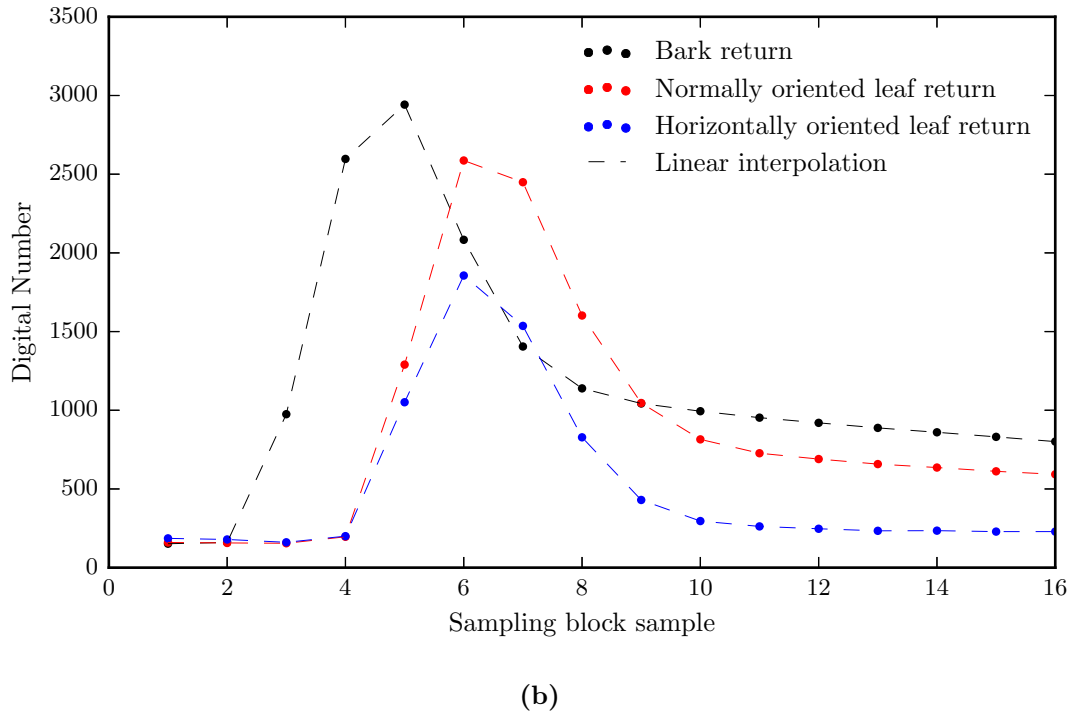 3500
3000
2500
2000
1500
1000
500
0
Digital Number
Bark return
Normally oriented leaf return
Horizontally oriented leaf return
Linear interpolation
0 2 4 6 8 10 12 14 16
Sampling block sample
(b)